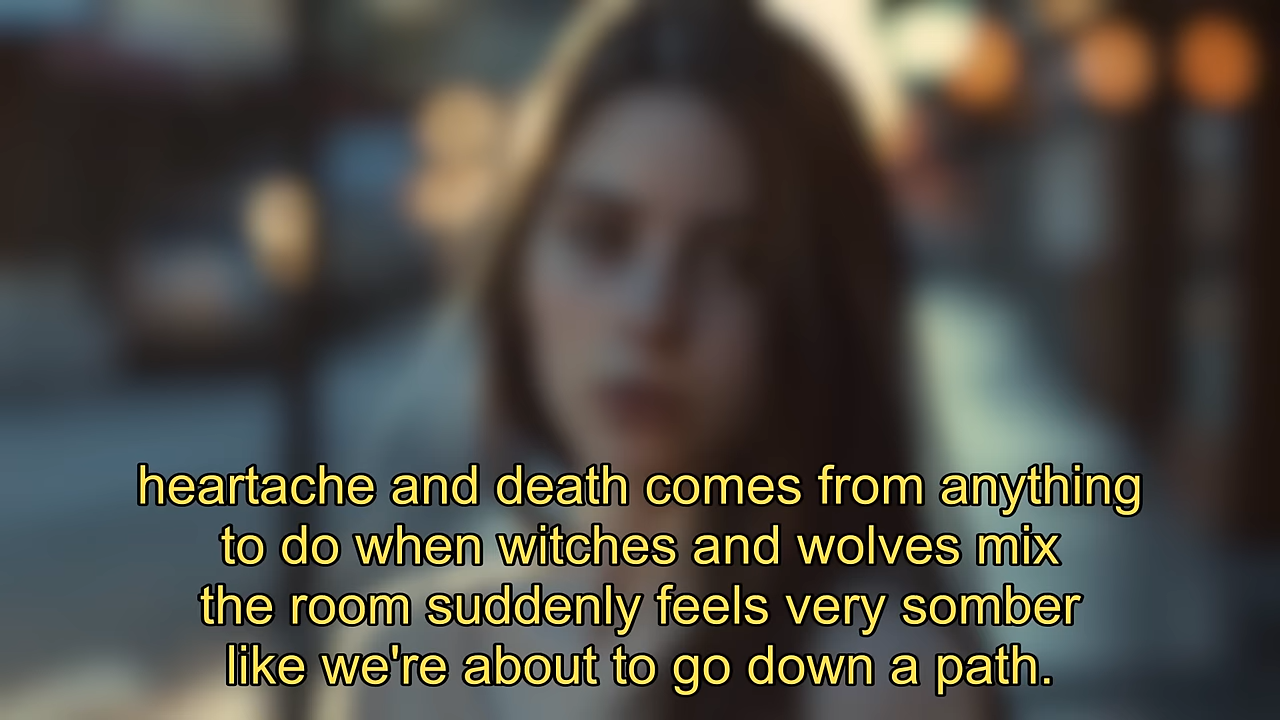 heartache and death comes from anything
to do when witches and wolves mix
the room suddenly feels very somber
like we're about to go down a path.